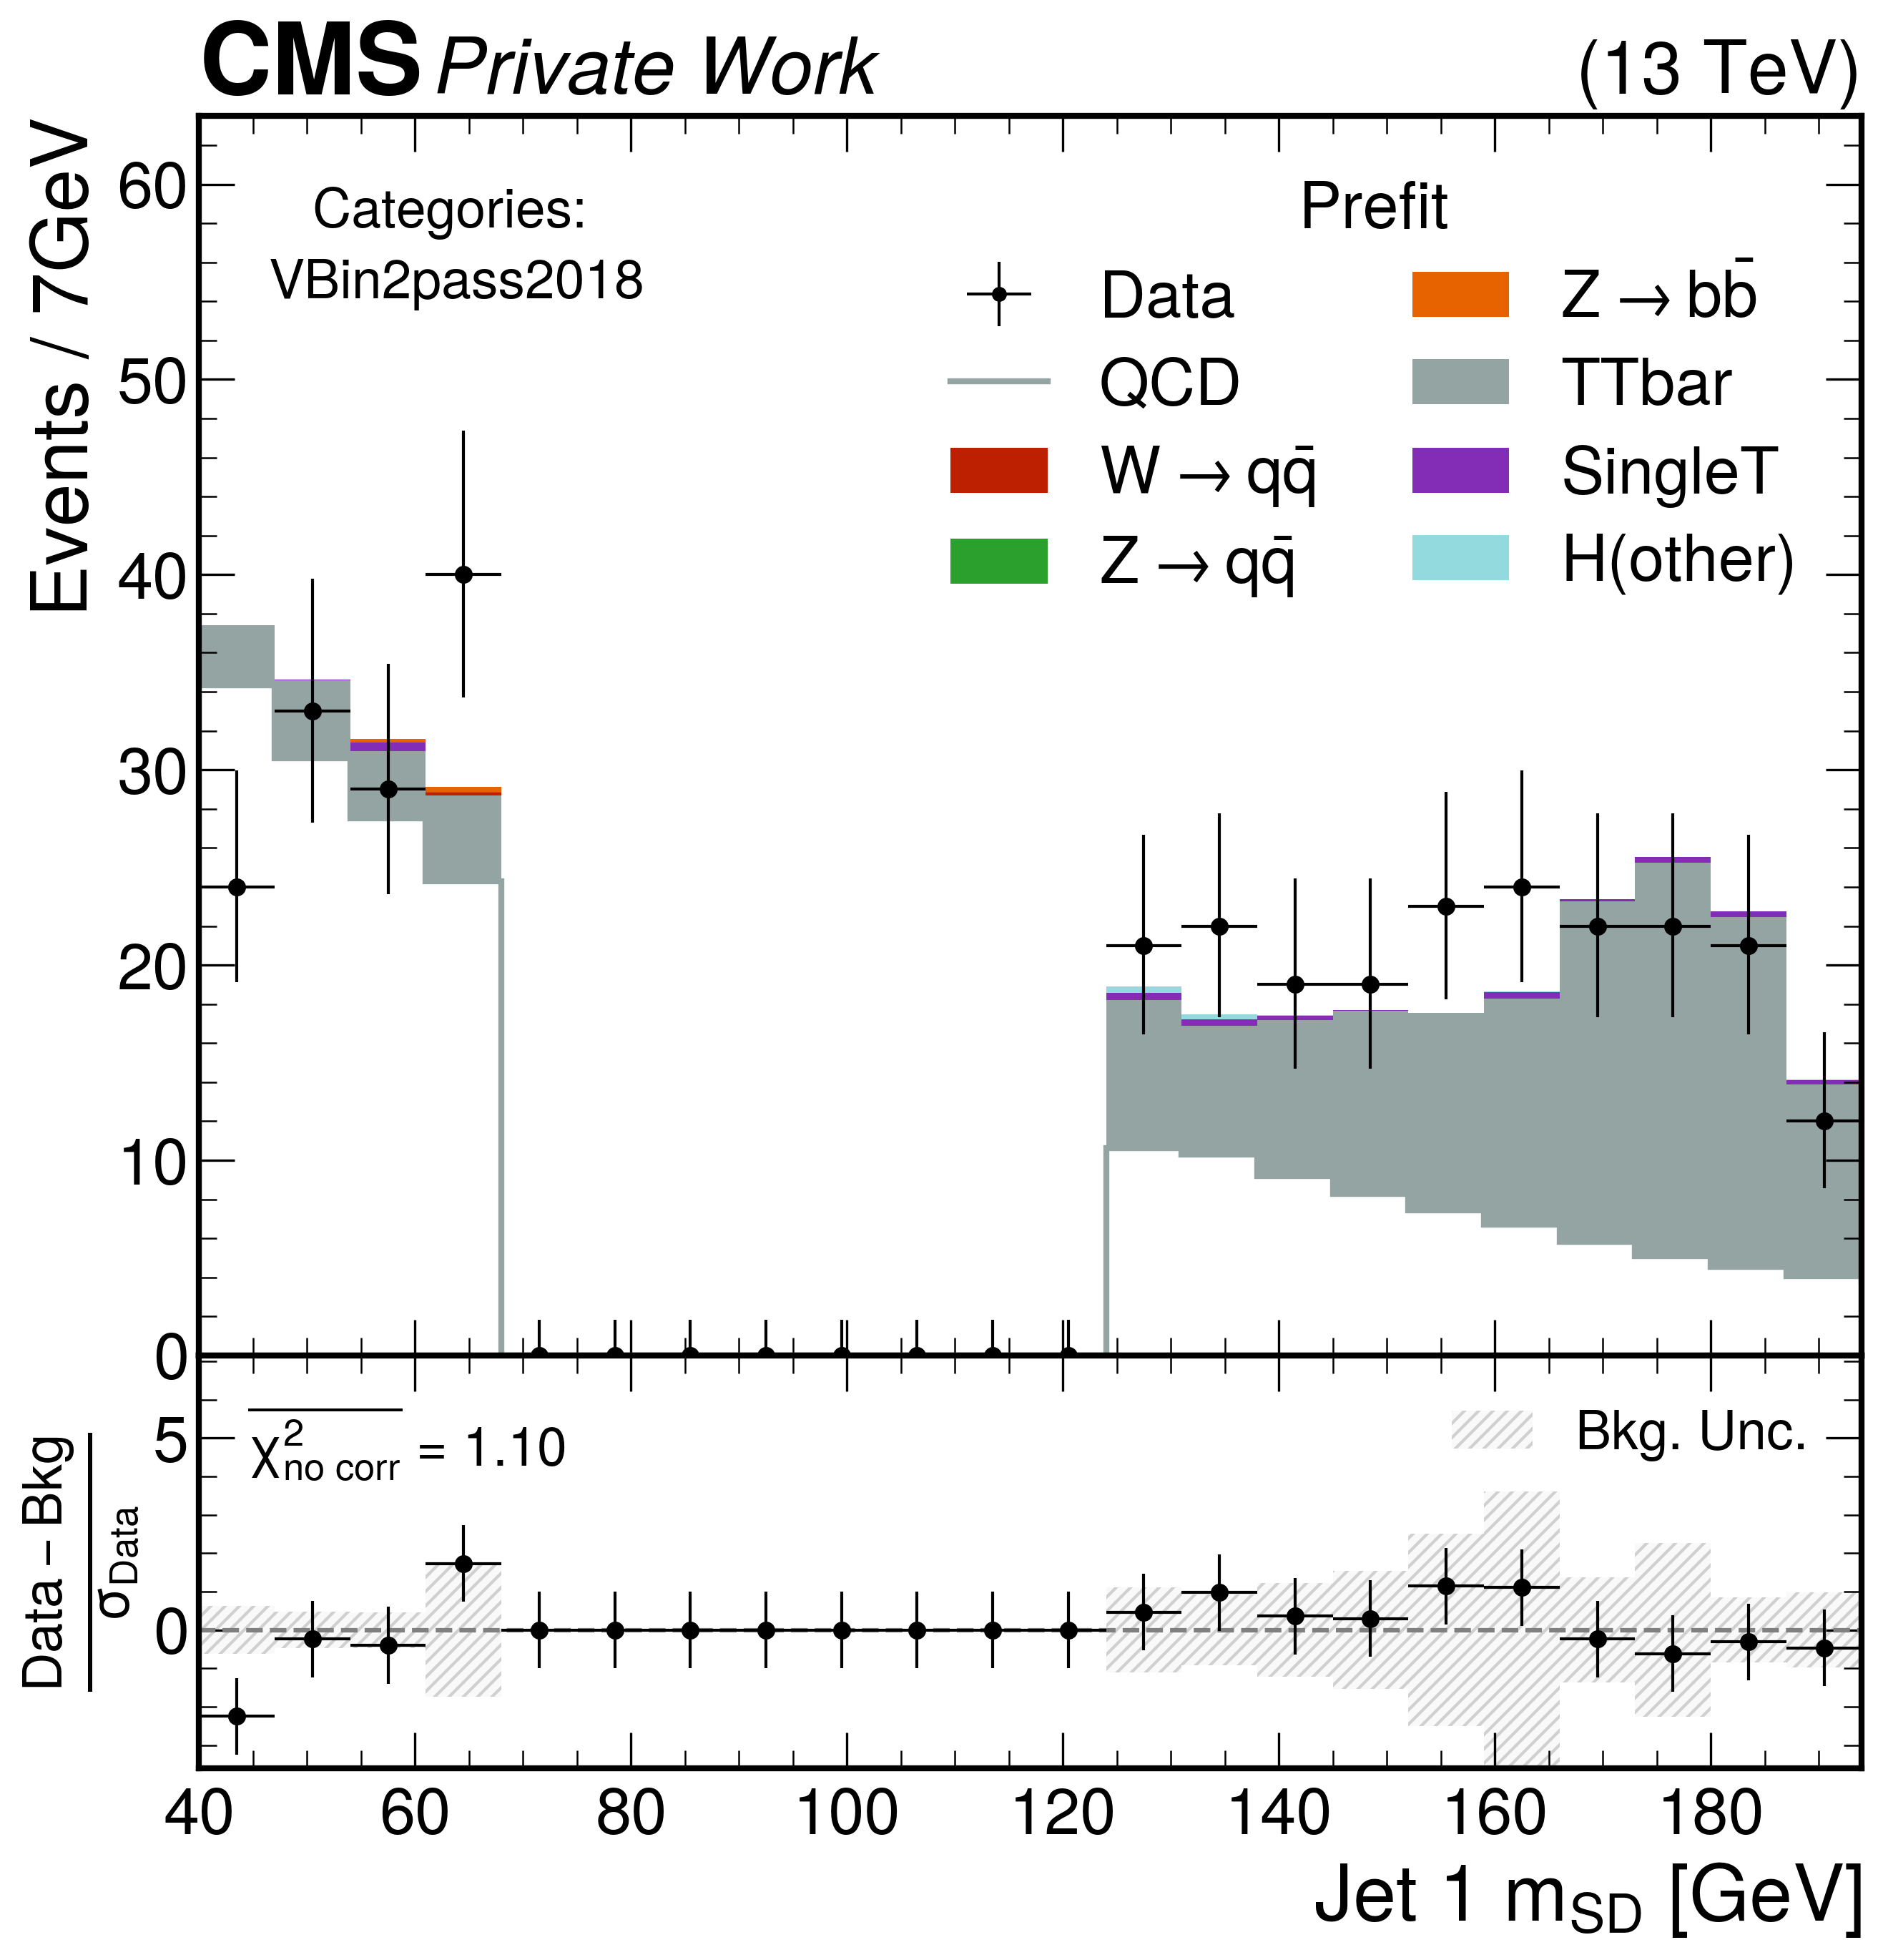 CMS Private Work (13 TeV)
Events / 7GeV
60
50
40
30
20
10
0
Categories:
VBin2pass2018
Prefit
Data
QCD
W → qq̄
Z → qq̄
Z → bb̄
TTbar
SingleT
H(other)
Data − Bkg
σData
5
0
χ²no corr = 1.10
Bkg. Unc.
40 60 80 100 120 140 160 180
Jet 1 mSD [GeV]